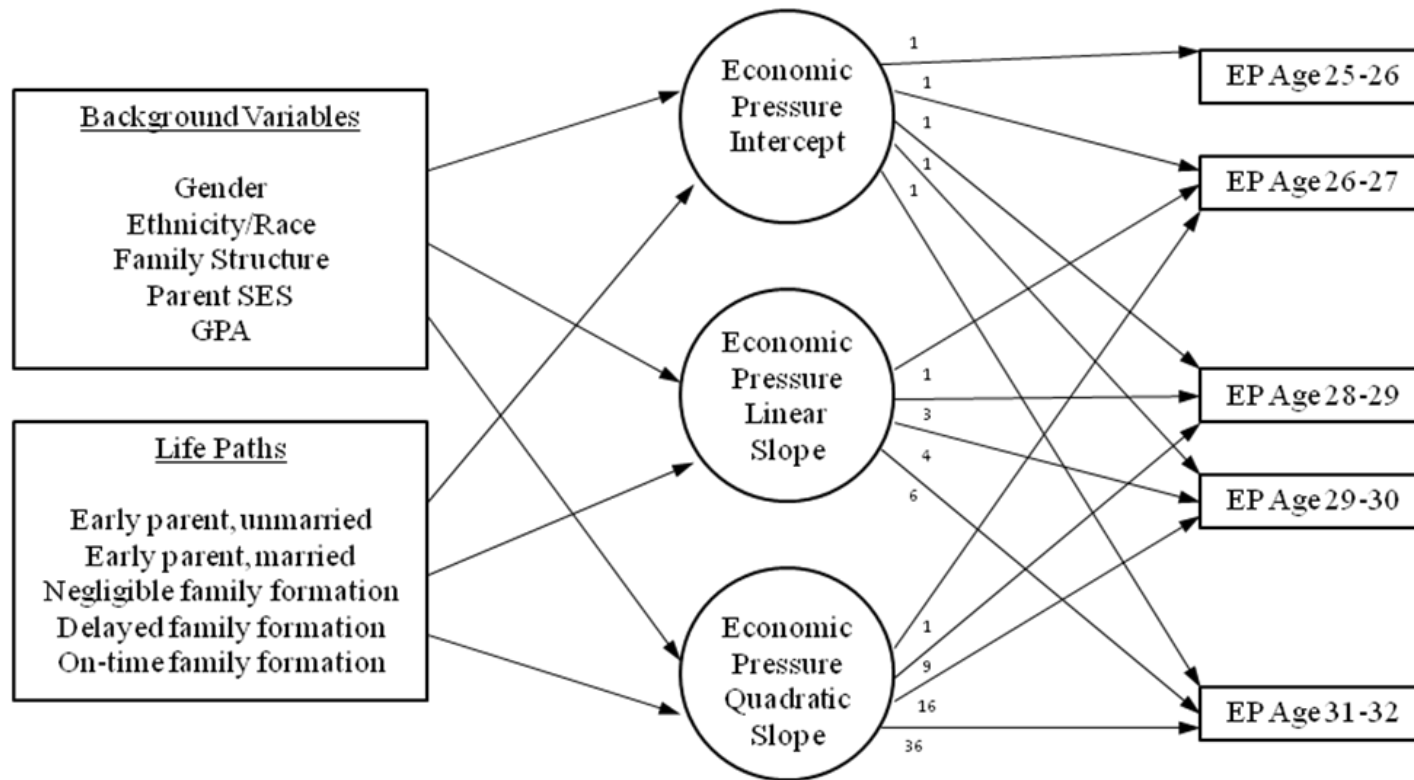 Background Variables
Gender
Ethnicity/Race
Family Structure
Parent SES
GPA
Life Paths
Early parent, unmarried
Early parent, married
Negligible family formation
Delayed family formation
On-time family formation
Economic
Pressure
Intercept
1
1
1
1
1
Economic
Pressure
Linear
Slope
1
3
4
6
Economic
Pressure
Quadratic
Slope
1
9
16
36
EP Age 25-26
EP Age 26-27
EP Age 28-29
EP Age 29-30
EP Age 31-32